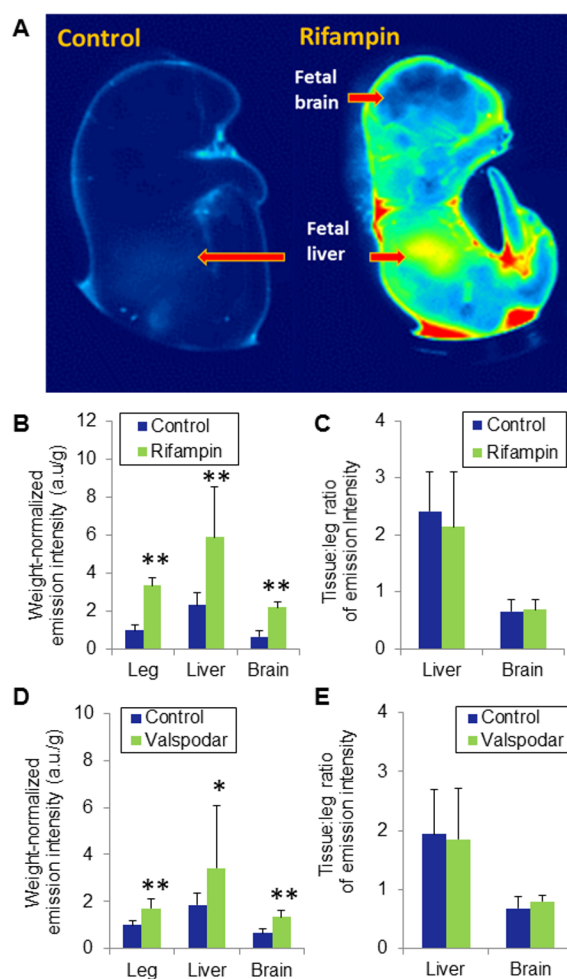 A
Control
Rifampin
Fetal
brain
Fetal
liver
B
Weight-normalized
emission intensity (a.u/g)
12
10
8
6
4
2
0
Control
Rifampin
**
**
**
Leg
Liver
Brain
C
Tissue:leg ratio
of emission Intensity
4
3
2
1
0
Control
Rifampin
Liver
Brain
D
Weight-normalized
emission intensity (a.u./g)
10
8
6
4
2
0
Control
Valspodar
**
*
**
Leg
Liver
Brain
E
Tissue:leg ratio
of emission intensity
4
3
2
1
0
Control
Valspodar
Liver
Brain